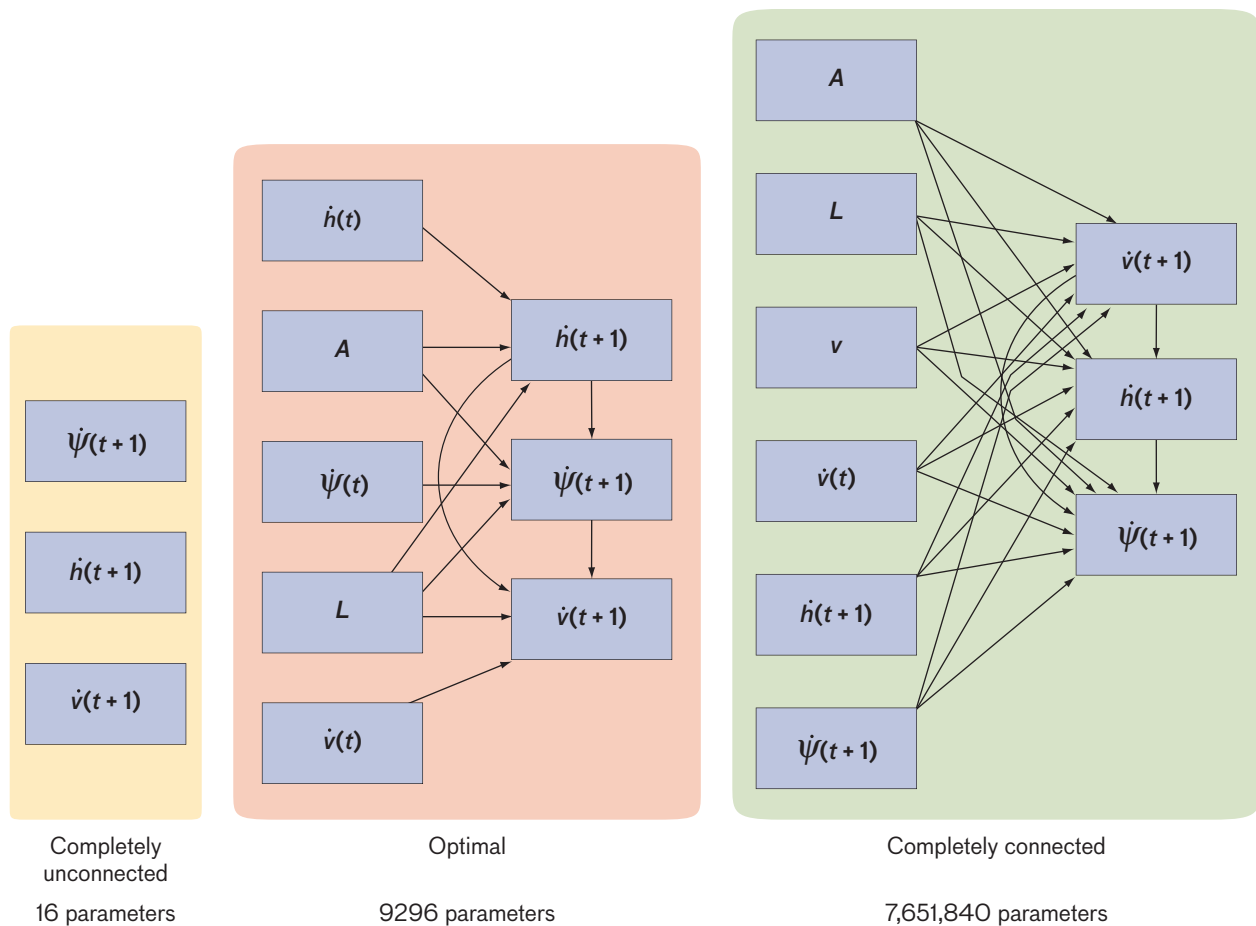 ψ̇(t + 1)
ḣ(t + 1)
v̇(t + 1)
Completely
unconnected
16 parameters
ḣ(t)
A
ψ̇(t)
L
v̇(t)
ḣ(t + 1)
ψ̇(t + 1)
v̇(t + 1)
Optimal
9296 parameters
A
L
v
v̇(t)
ḣ(t + 1)
ψ̇(t + 1)
v̇(t + 1)
ḣ(t + 1)
ψ̇(t + 1)
Completely connected
7,651,840 parameters